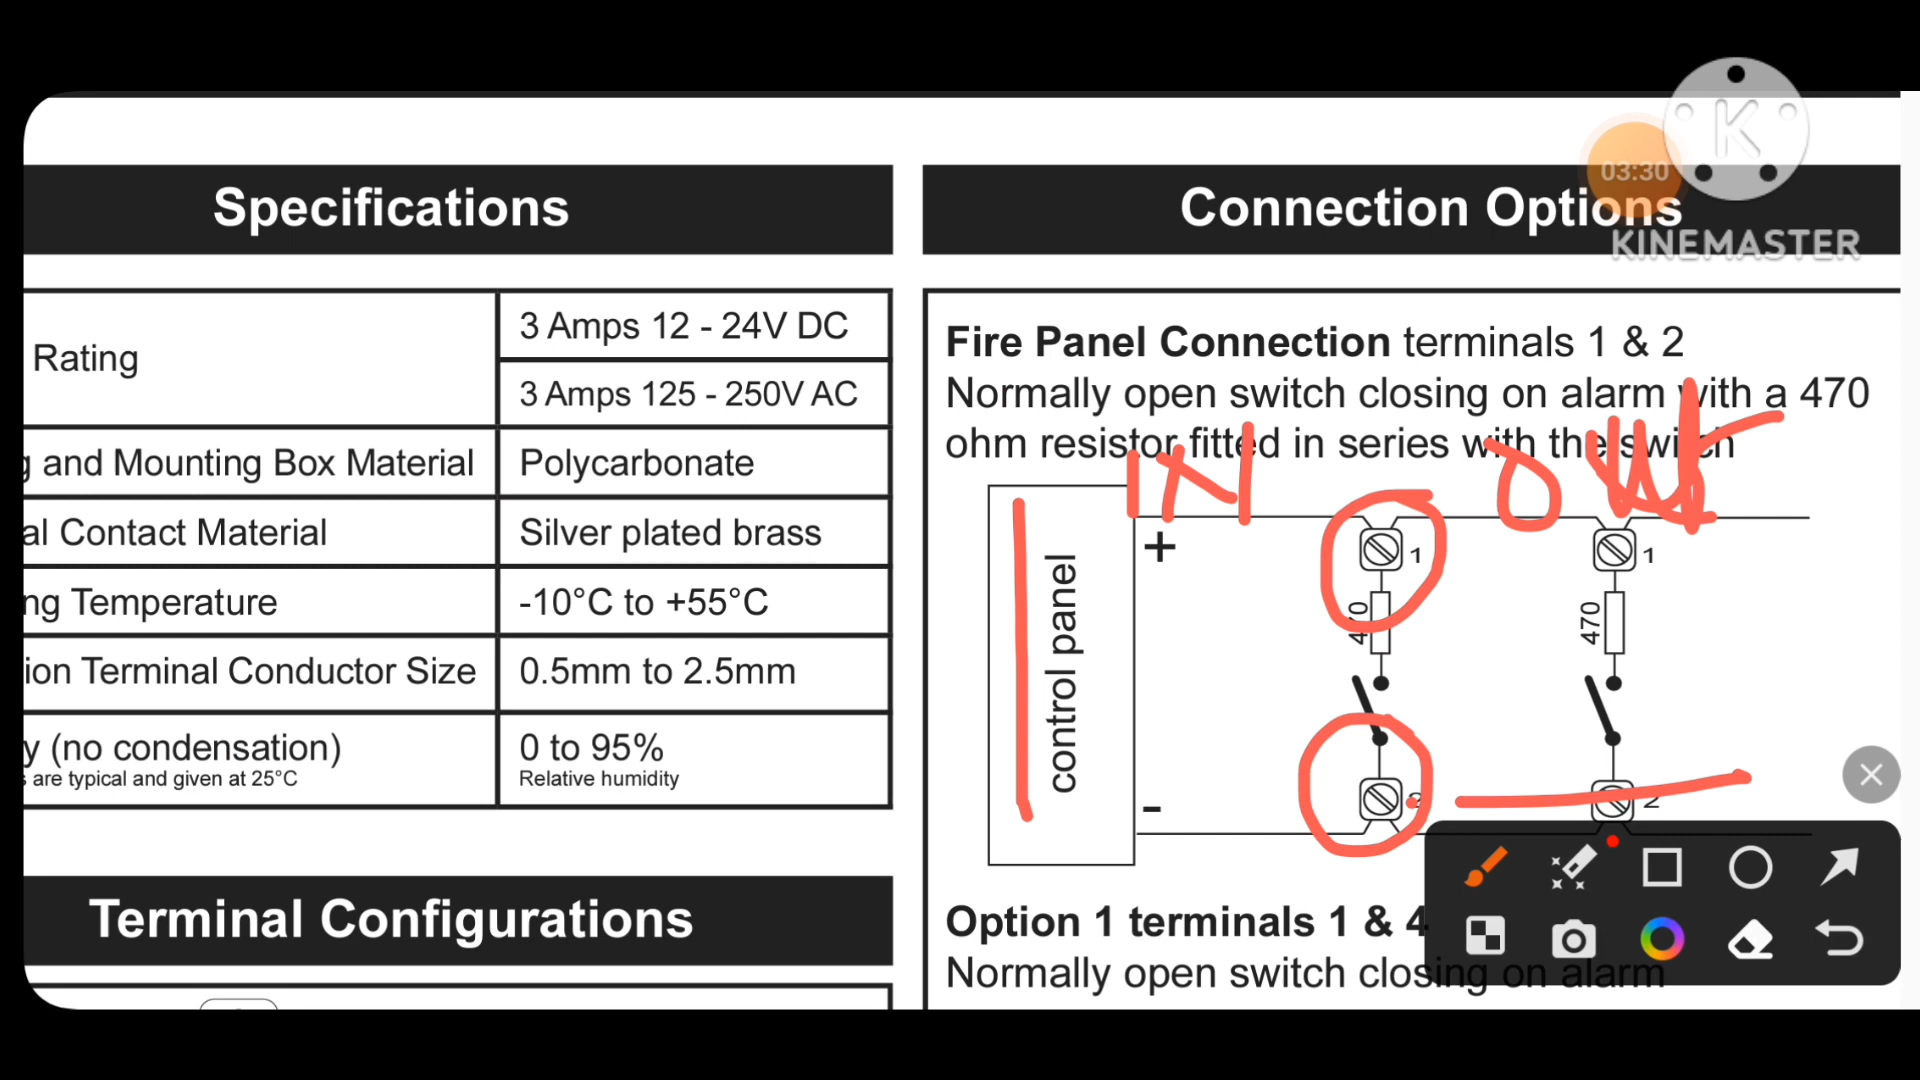 K
03:30
KINEMASTER
Specifications
Rating
3 Amps 12 - 24V DC
3 Amps 125 - 250V AC
and Mounting Box Material
Polycarbonate
al Contact Material
Silver plated brass
ng Temperature
-10°C to +55°C
ion Terminal Conductor Size
0.5mm to 2.5mm
y (no condensation)
0 to 95%
are typical and given at 25°C
Relative humidity
Terminal Configurations
Connection Options
Fire Panel Connection terminals 1 & 2
Normally open switch closing on alarm with a 470
ohm resistor fitted in series with the switch
IN
out
control panel
+
-
1
470
2
1
470
2
Option 1 terminals 1 & 4
Normally open switch closing on alarm